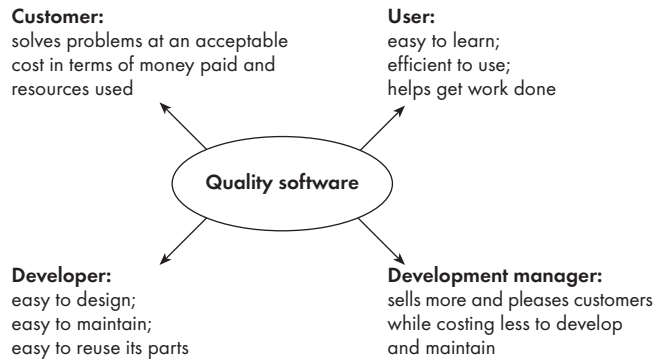 Customer:
solves problems at an acceptable
cost in terms of money paid and
resources used
User:
easy to learn;
efficient to use;
helps get work done
Quality software
Developer:
easy to design;
easy to maintain;
easy to reuse its parts
Development manager:
sells more and pleases customers
while costing less to develop
and maintain